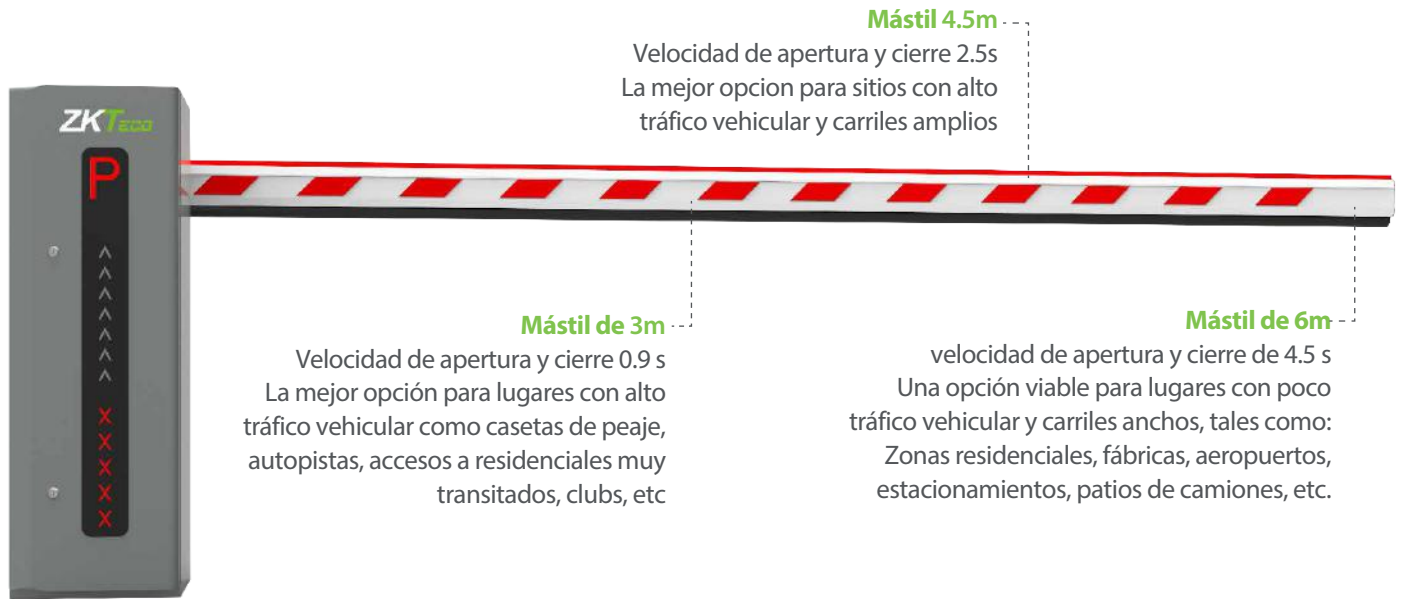 Mástil 4.5m
Velocidad de apertura y cierre 2.5s
La mejor opcion para sitios con alto
tráfico vehicular y carriles amplios
ZKTeco
P
^
^
^
^
^
^
^
X
X
X
X
X
Mástil de 3m
Velocidad de apertura y cierre 0.9 s
La mejor opción para lugares con alto
tráfico vehicular como casetas de peaje,
autopistas, accesos a residenciales muy
transitados, clubs, etc
Mástil de 6m
velocidad de apertura y cierre de 4.5 s
Una opción viable para lugares con poco
tráfico vehicular y carriles anchos, tales como:
Zonas residenciales, fábricas, aeropuertos,
estacionamientos, patios de camiones, etc.